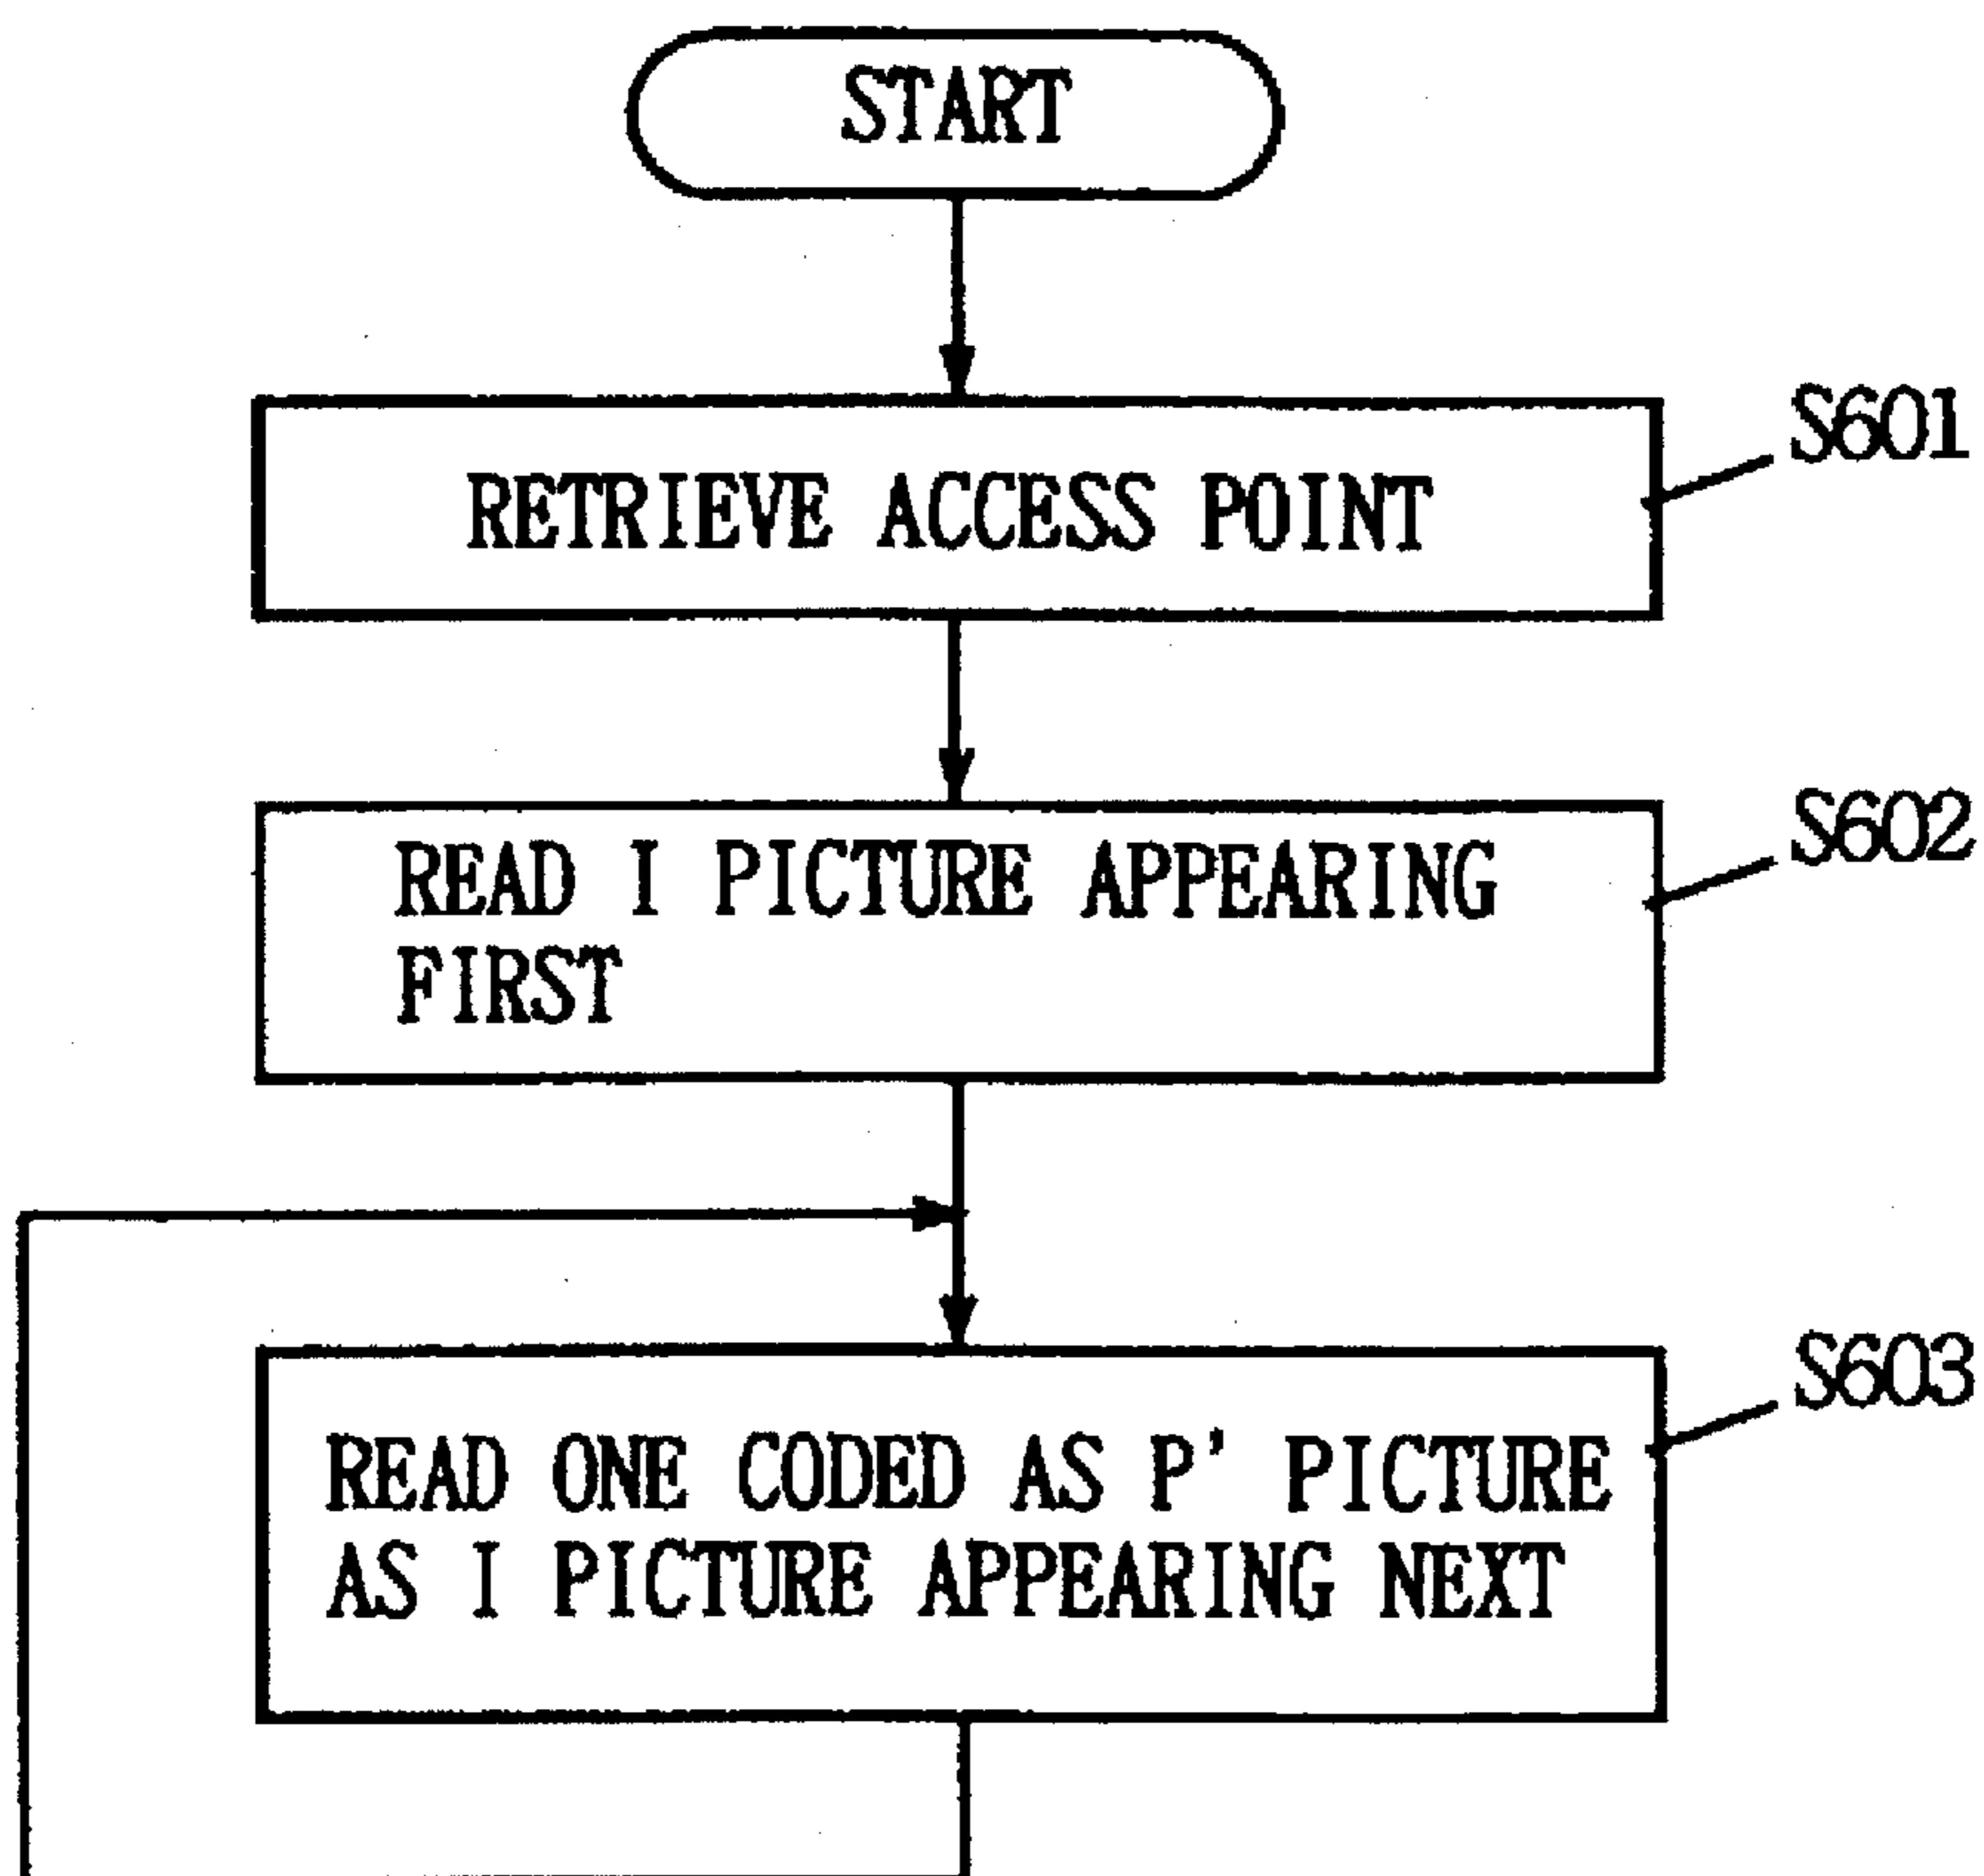 START
S601
RETRIEVE ACCESS POINT
S602
READ I PICTURE APPEARING
FIRST
S603
READ ONE CODED AS P' PICTURE
AS I PICTURE APPEARING NEXT